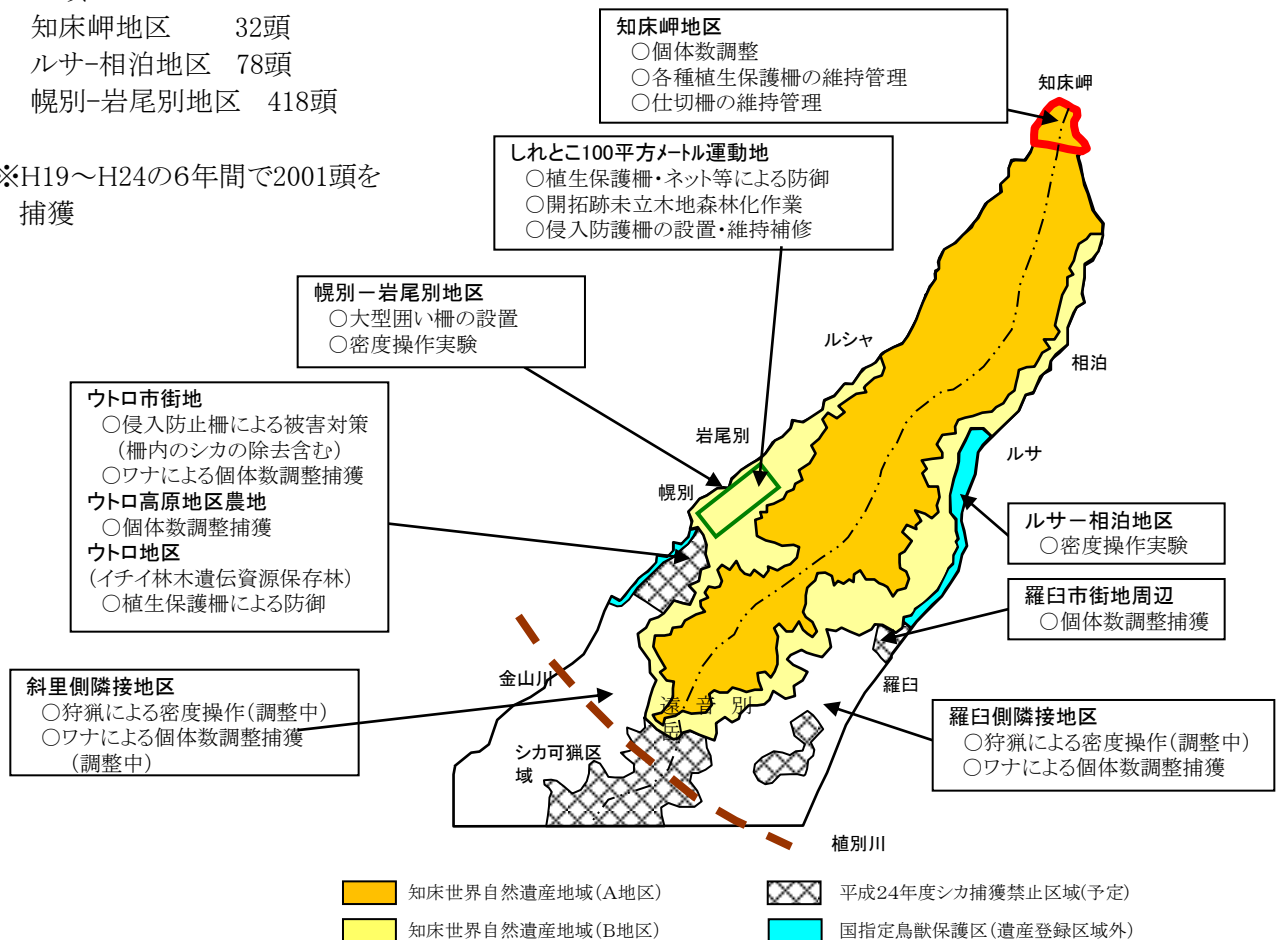 知床岬地区　32頭
ルサ-相泊地区　78頭
幌別-岩尾別地区　418頭
※H19～H24の6年間で2001頭を
捕獲
知床岬地区
○個体数調整
○各種植生保護柵の維持管理
○仕切柵の維持管理
知床岬
しれとこ100平方メートル運動地
○植生保護柵・ネット等による防御
○開拓跡未立木地森林化作業
○侵入防護柵の設置・維持補修
幌別－岩尾別地区
○大型囲い柵の設置
○密度操作実験
ルシャ
相泊
ウトロ市街地
○侵入防止柵による被害対策
(柵内のシカの除去含む)
○ワナによる個体数調整捕獲
ウトロ高原地区農地
○個体数調整捕獲
ウトロ地区
(イチイ林木遺伝資源保存林)
○植生保護柵による防御
岩尾別
幌別
ルサ
ルサー相泊地区
○密度操作実験
羅臼市街地周辺
○個体数調整捕獲
斜里側隣接地区
○狩猟による密度操作(調整中)
○ワナによる個体数調整捕獲
(調整中)
金山川
遠音別
岳
羅臼
シカ可猟区
域
羅臼側隣接地区
○狩猟による密度操作(調整中)
○ワナによる個体数調整捕獲
植別川
知床世界自然遺産地域(A地区)
平成24年度シカ捕獲禁止区域(予定)
知床世界自然遺産地域(B地区)
国指定鳥獣保護区(遺産登録区域外)